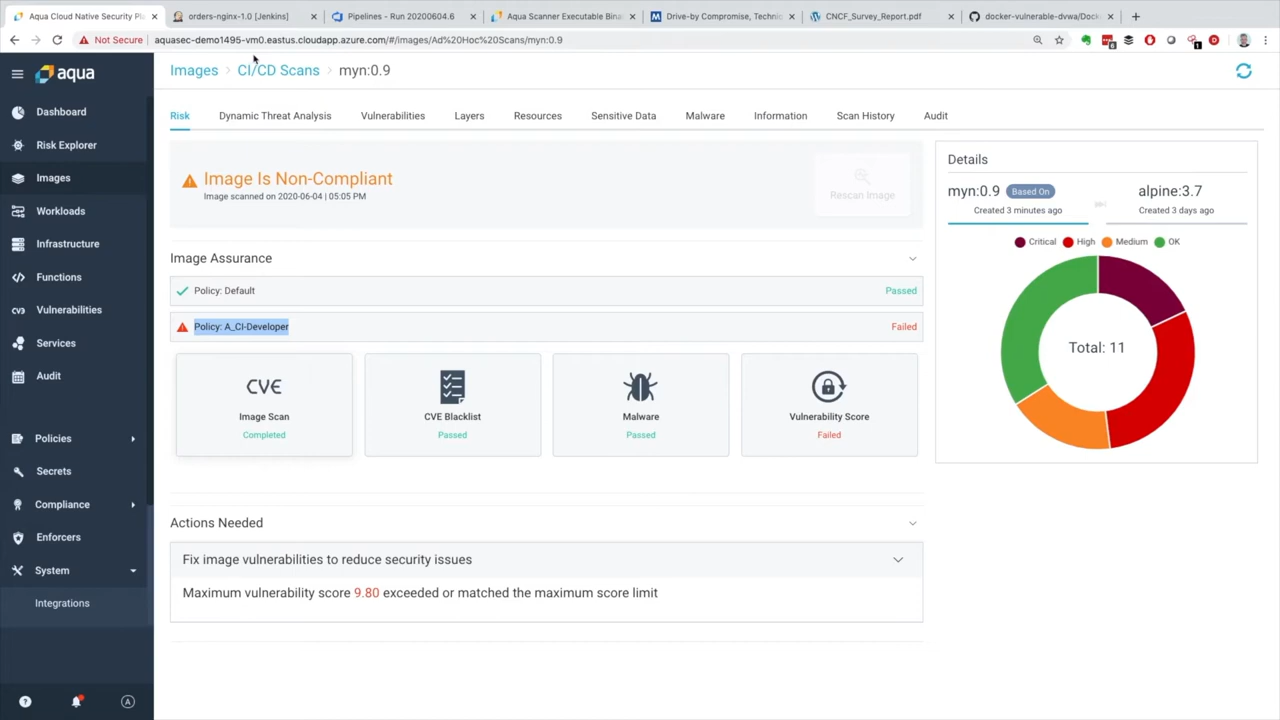 Aqua Cloud Native Security Pla
orders-nginx-1.0 [Jenkins]
Pipelines - Run 20200604.6
Aqua Scanner Executable Bina
Drive-by Compromise, Technic
CNCF_Survey_Report.pdf
docker-vulnerable-dvwa/Dock
Not Secure
aquasec-demo1495-vm0.eastus.cloudapp.azure.com/#/images/Ad%20Hoc%20Scans/myn:0.9
aqua
Dashboard
Risk Explorer
Images
Workloads
Infrastructure
Functions
CVE Vulnerabilities
Services
Audit
Policies
Secrets
Compliance
Enforcers
System
Integrations
A
Images > CI/CD Scans > myn:0.9
Risk Dynamic Threat Analysis Vulnerabilities Layers Resources Sensitive Data Malware Information Scan History Audit
Image Is Non-Compliant
Image scanned on 2020-06-04 | 05:05 PM
Rescan Image
Image Assurance
Policy: Default Passed
Policy: A_CI-Developer Failed
CVE
Image Scan
Completed
CVE Blacklist
Passed
Malware
Passed
Vulnerability Score
Failed
Actions Needed
Fix image vulnerabilities to reduce security issues
Maximum vulnerability score 9.80 exceeded or matched the maximum score limit
Details
myn:0.9 Based On alpine:3.7
Created 3 minutes ago Created 3 days ago
Critical High Medium OK
Total: 11